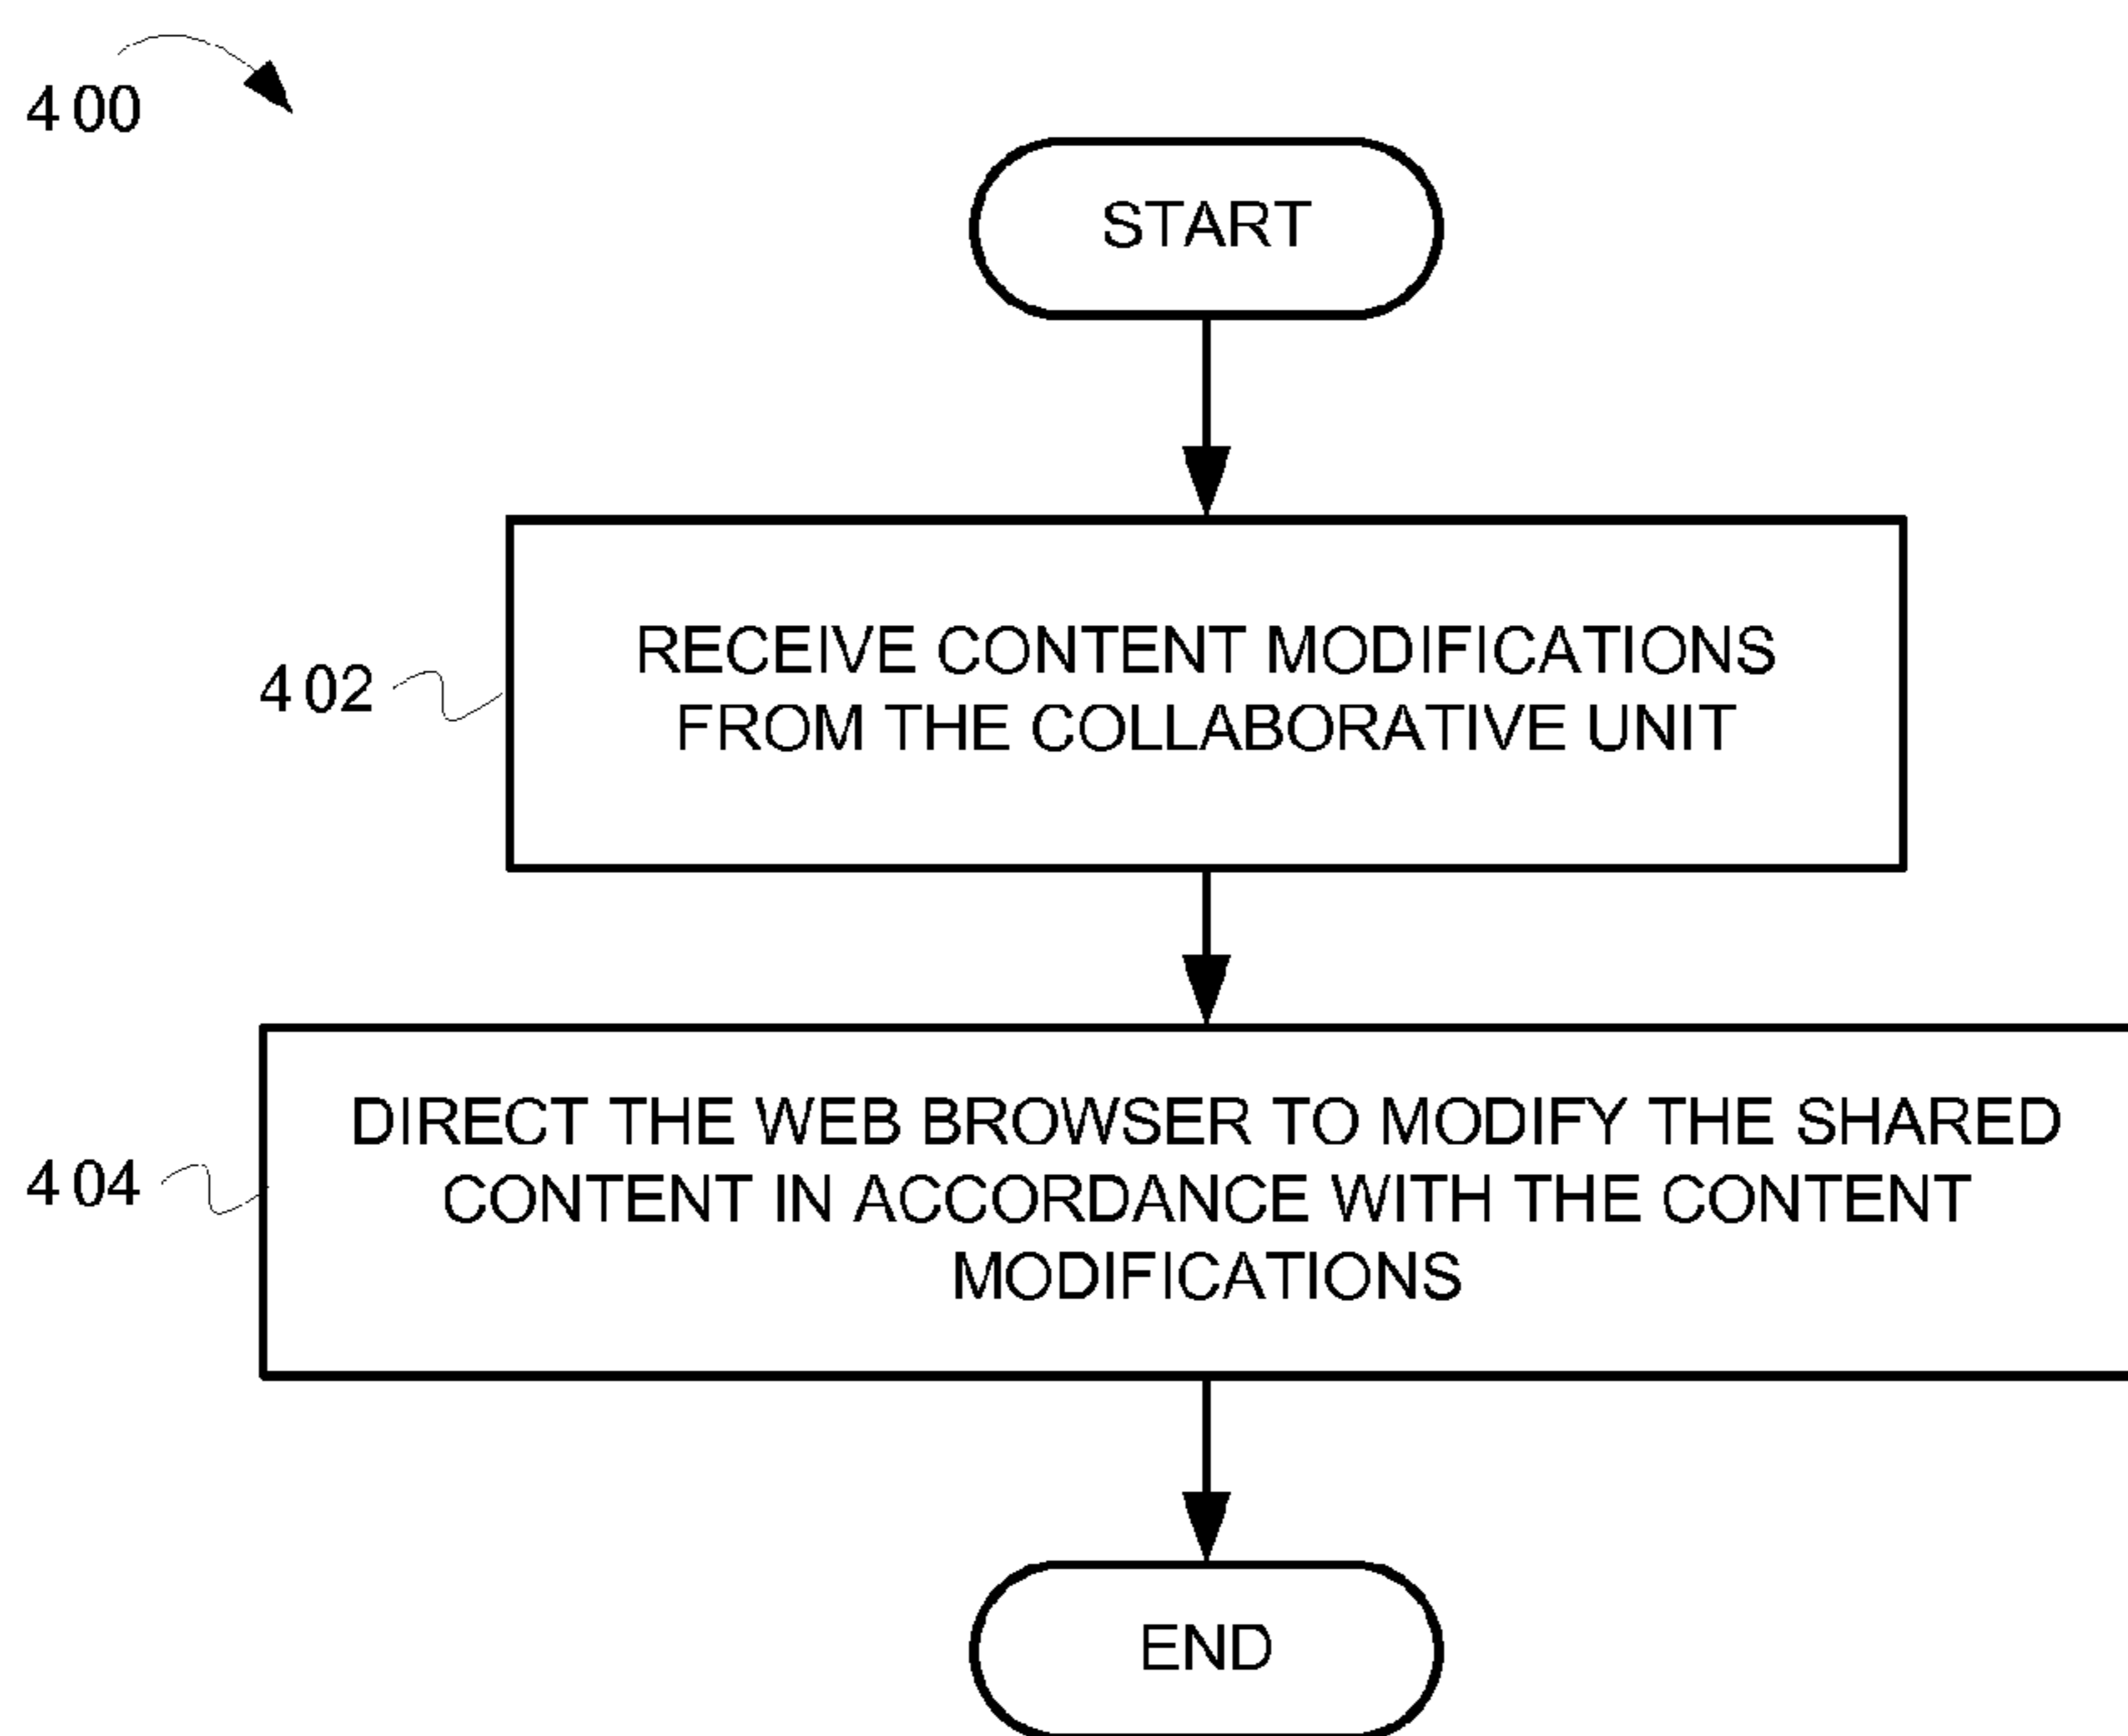 400
START
402
RECEIVE CONTENT MODIFICATIONS
FROM THE COLLABORATIVE UNIT
404
DIRECT THE WEB BROWSER TO MODIFY THE SHARED
CONTENT IN ACCORDANCE WITH THE CONTENT
MODIFICATIONS
END